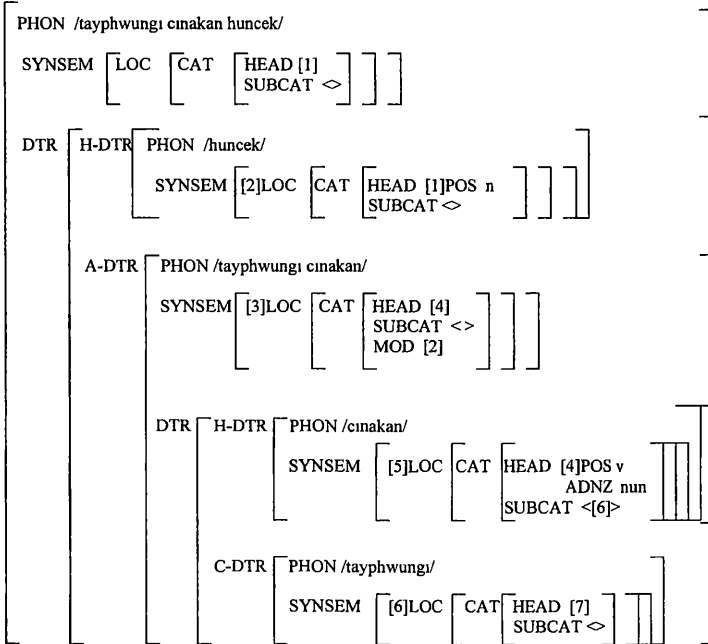 PHON /tayphwungı cınakan huncek/
SYNSEM [LOC [CAT [HEAD [1]
SUBCAT <>]]]
DTR [H-DTR [PHON /huncek/
SYNSEM [[2]LOC [CAT [HEAD [1]POS n
SUBCAT <>]]]]
A-DTR [PHON /tayphwungı cınakan/
SYNSEM [[3]LOC [CAT [HEAD [4]
SUBCAT <>
MOD [2]]]]
DTR [H-DTR [PHON /cınakan/
SYNSEM [[5]LOC [CAT [HEAD [4]POS v
ADNZ nun
SUBCAT <[6]>]]]]
C-DTR [PHON /tayphwungı/
SYNSEM [[6]LOC [CAT [HEAD [7]
SUBCAT <>]]]]